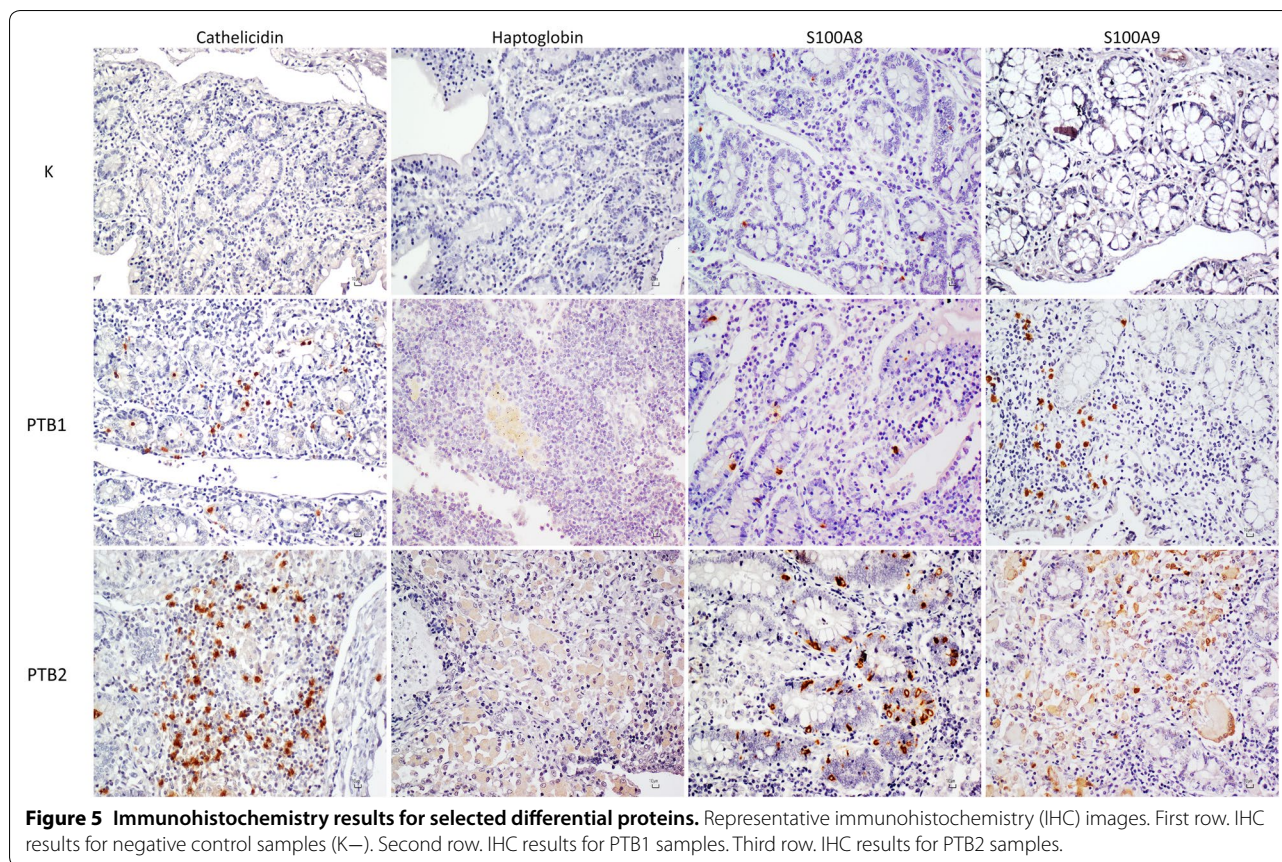 Cathelicidin Haptoglobin S100A8 S100A9
K
PTB1
PTB2
Figure 5 Immunohistochemistry results for selected differential proteins. Representative immunohistochemistry (IHC) images. First row. IHC
results for negative control samples (K−). Second row. IHC results for PTB1 samples. Third row. IHC results for PTB2 samples.